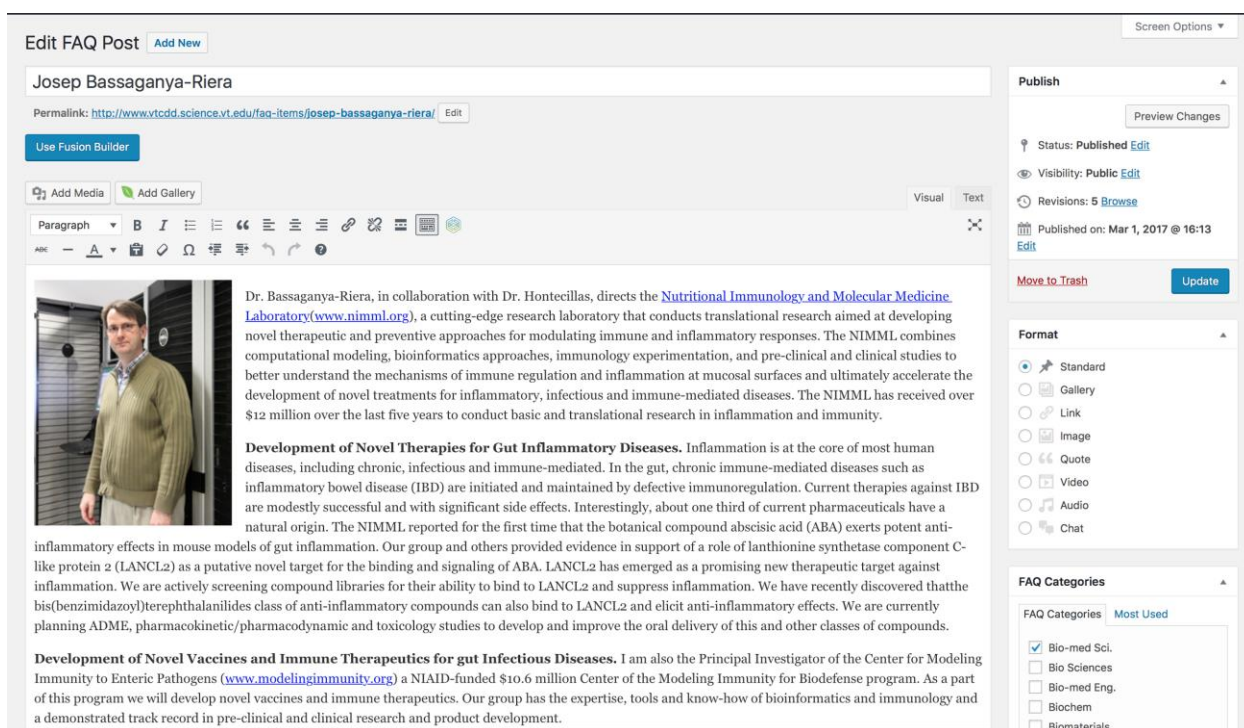 Screen Options ▼
Edit FAQ Post Add New
Josep Bassaganya-Riera
Permalink: http://www.vtcdd.science.vt.edu/faq-items/josep-bassaganya-riera/ Edit
Use Fusion Builder
Add Media Add Gallery
Visual Text
Paragraph
Dr. Bassaganya-Riera, in collaboration with Dr. Hontecillas, directs the Nutritional Immunology and Molecular Medicine
Laboratory(www.nimml.org), a cutting-edge research laboratory that conducts translational research aimed at developing
novel therapeutic and preventive approaches for modulating immune and inflammatory responses. The NIMML combines
computational modeling, bioinformatics approaches, immunology experimentation, and pre-clinical and clinical studies to
better understand the mechanisms of immune regulation and inflammation at mucosal surfaces and ultimately accelerate the
development of novel treatments for inflammatory, infectious and immune-mediated diseases. The NIMML has received over
$12 million over the last five years to conduct basic and translational research in inflammation and immunity.
Development of Novel Therapies for Gut Inflammatory Diseases. Inflammation is at the core of most human
diseases, including chronic, infectious and immune-mediated. In the gut, chronic immune-mediated diseases such as
inflammatory bowel disease (IBD) are initiated and maintained by defective immunoregulation. Current therapies against IBD
are modestly successful and with significant side effects. Interestingly, about one third of current pharmaceuticals have a
natural origin. The NIMML reported for the first time that the botanical compound abscisic acid (ABA) exerts potent anti-
inflammatory effects in mouse models of gut inflammation. Our group and others provided evidence in support of a role of lanthionine synthetase component C-
like protein 2 (LANCL2) as a putative novel target for the binding and signaling of ABA. LANCL2 has emerged as a promising new therapeutic target against
inflammation. We are actively screening compound libraries for their ability to bind to LANCL2 and suppress inflammation. We have recently discovered thatthe
bis(benzimidazoyl)terephthalanilides class of anti-inflammatory compounds can also bind to LANCL2 and elicit anti-inflammatory effects. We are currently
planning ADME, pharmacokinetic/pharmacodynamic and toxicology studies to develop and improve the oral delivery of this and other classes of compounds.
Development of Novel Vaccines and Immune Therapeutics for gut Infectious Diseases. I am also the Principal Investigator of the Center for Modeling
Immunity to Enteric Pathogens (www.modelingimmunity.org) a NIAID-funded $10.6 million Center of the Modeling Immunity for Biodefense program. As a part
of this program we will develop novel vaccines and immune therapeutics. Our group has the expertise, tools and know-how of bioinformatics and immunology and
a demonstrated track record in pre-clinical and clinical research and product development.
Publish
Preview Changes
Status: Published Edit
Visibility: Public Edit
Revisions: 5 Browse
Published on: Mar 1, 2017 @ 16:13
Edit
Move to Trash Update
Format
Standard
Gallery
Link
Image
Quote
Video
Audio
Chat
FAQ Categories
FAQ Categories Most Used
Bio-med Sci.
Bio Sciences
Bio-med Eng.
Biochem
Biomaterials